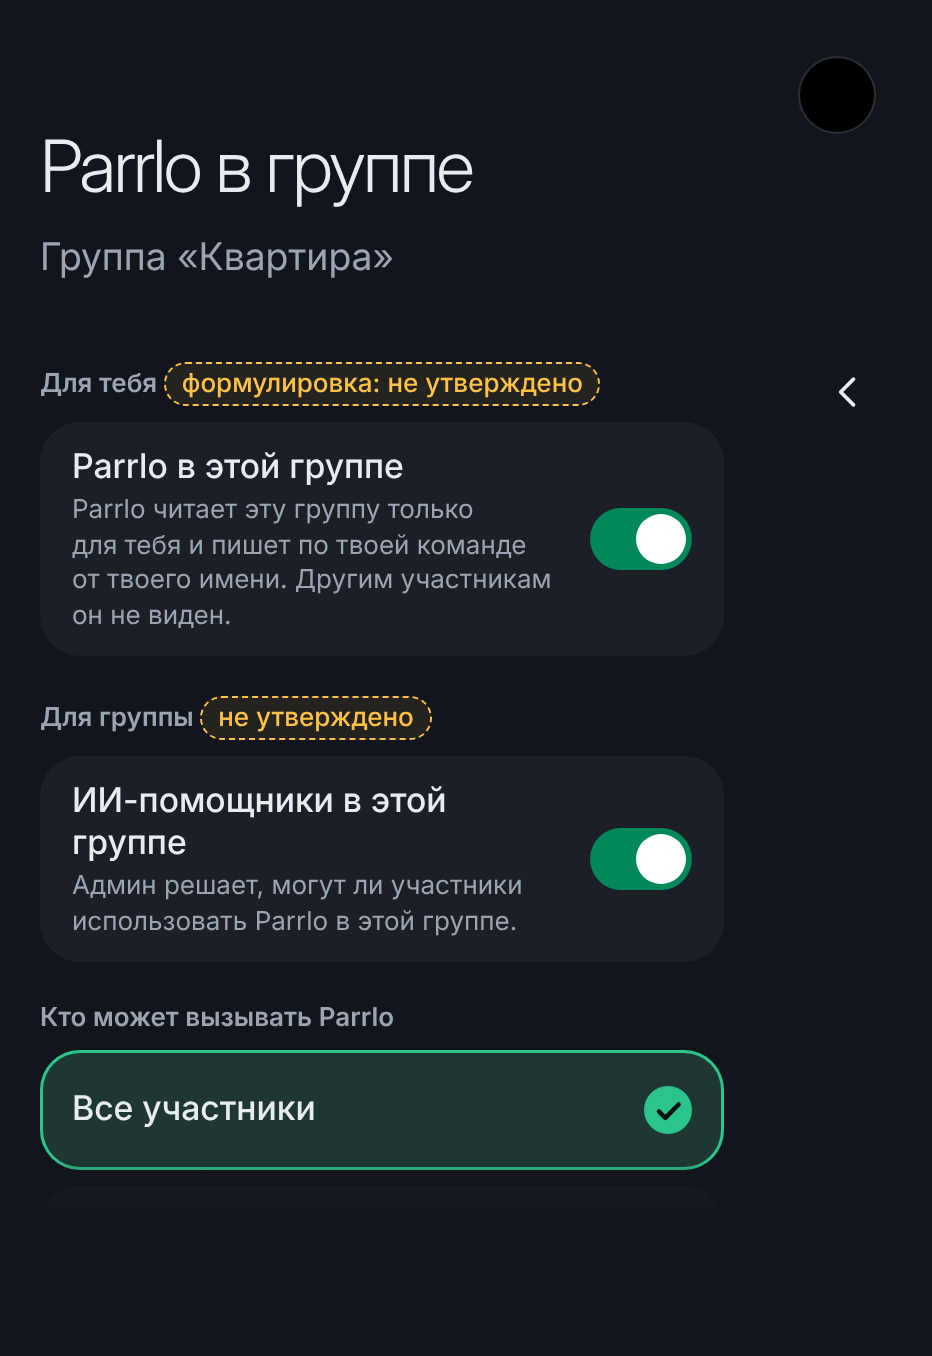 Parrlo в группе
Группа «Квартира»
Для тебя формулировка: не утверждено
Parrlo в этой группе
Parrlo читает эту группу только
для тебя и пишет по твоей команде
от твоего имени. Другим участникам
он не виден.
Для группы не утверждено
ИИ-помощники в этой
группе
Админ решает, могут ли участники
использовать Parrlo в этой группе.
Кто может вызывать Parrlo
Все участники